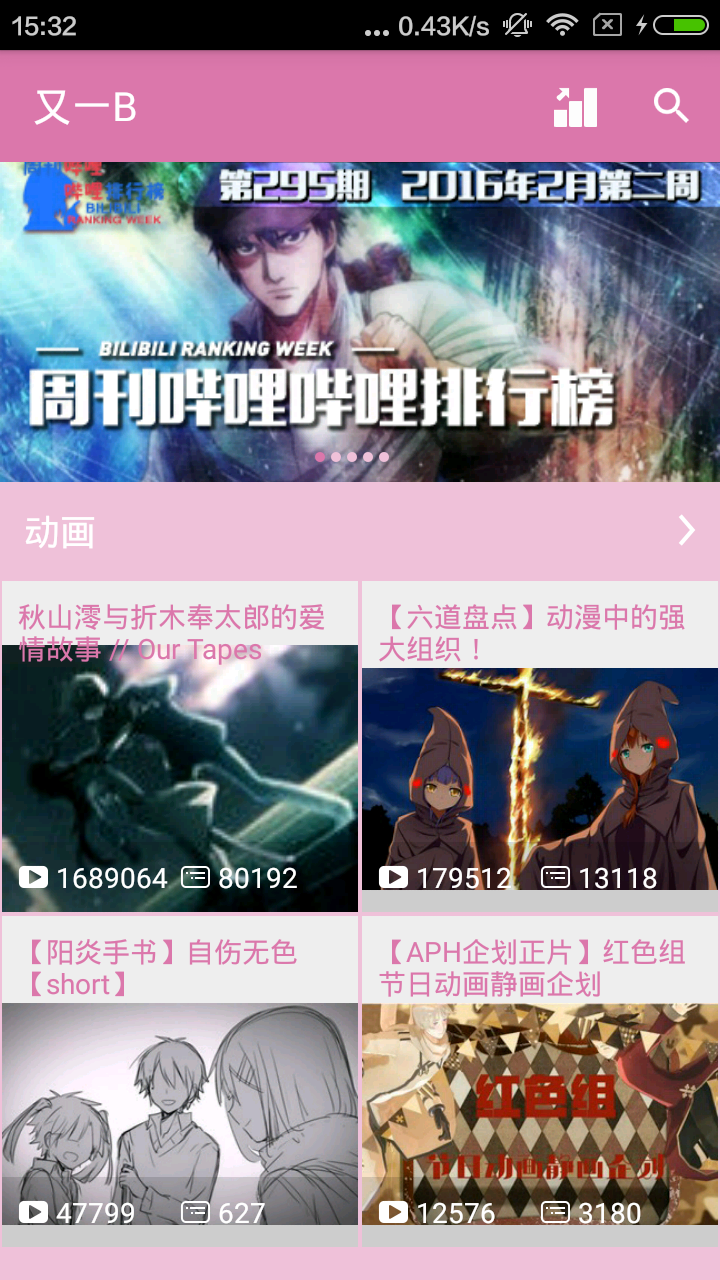 15:32
... 0.43K/s
又一B
周刊哔哩
哔哩排行榜
BILIBILI
RANKING WEEK
第295期 2016年2月第二周
BILIBILI RANKING WEEK
周刊哔哩哔哩排行榜
动画
秋山澪与折木奉太郎的爱
情故事 // Our Tapes
1689064 80192
【六道盘点】动漫中的强
大组织！
179512 13118
【阳炎手书】自伤无色
【short】
47799 627
【APH企划正片】红色组
节日动画静画企划
红色组
节日动画静画企划
12576 3180